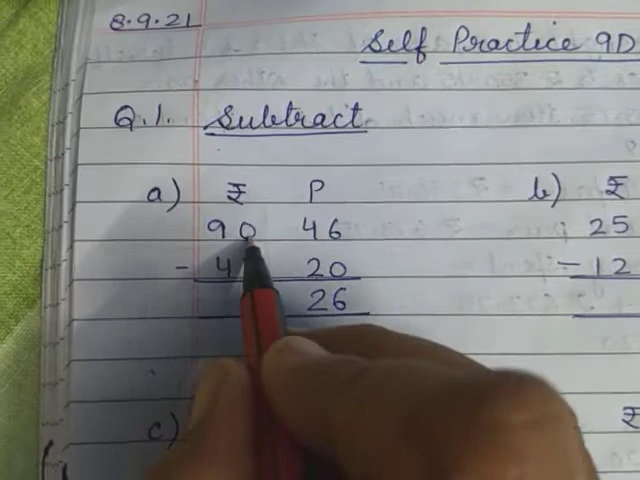 8.9.21
Self Practice 9D
Q.1. Subtract
a) ₹ P b) ₹
90 46 25
- 4 20 - 12
26
c) ₹